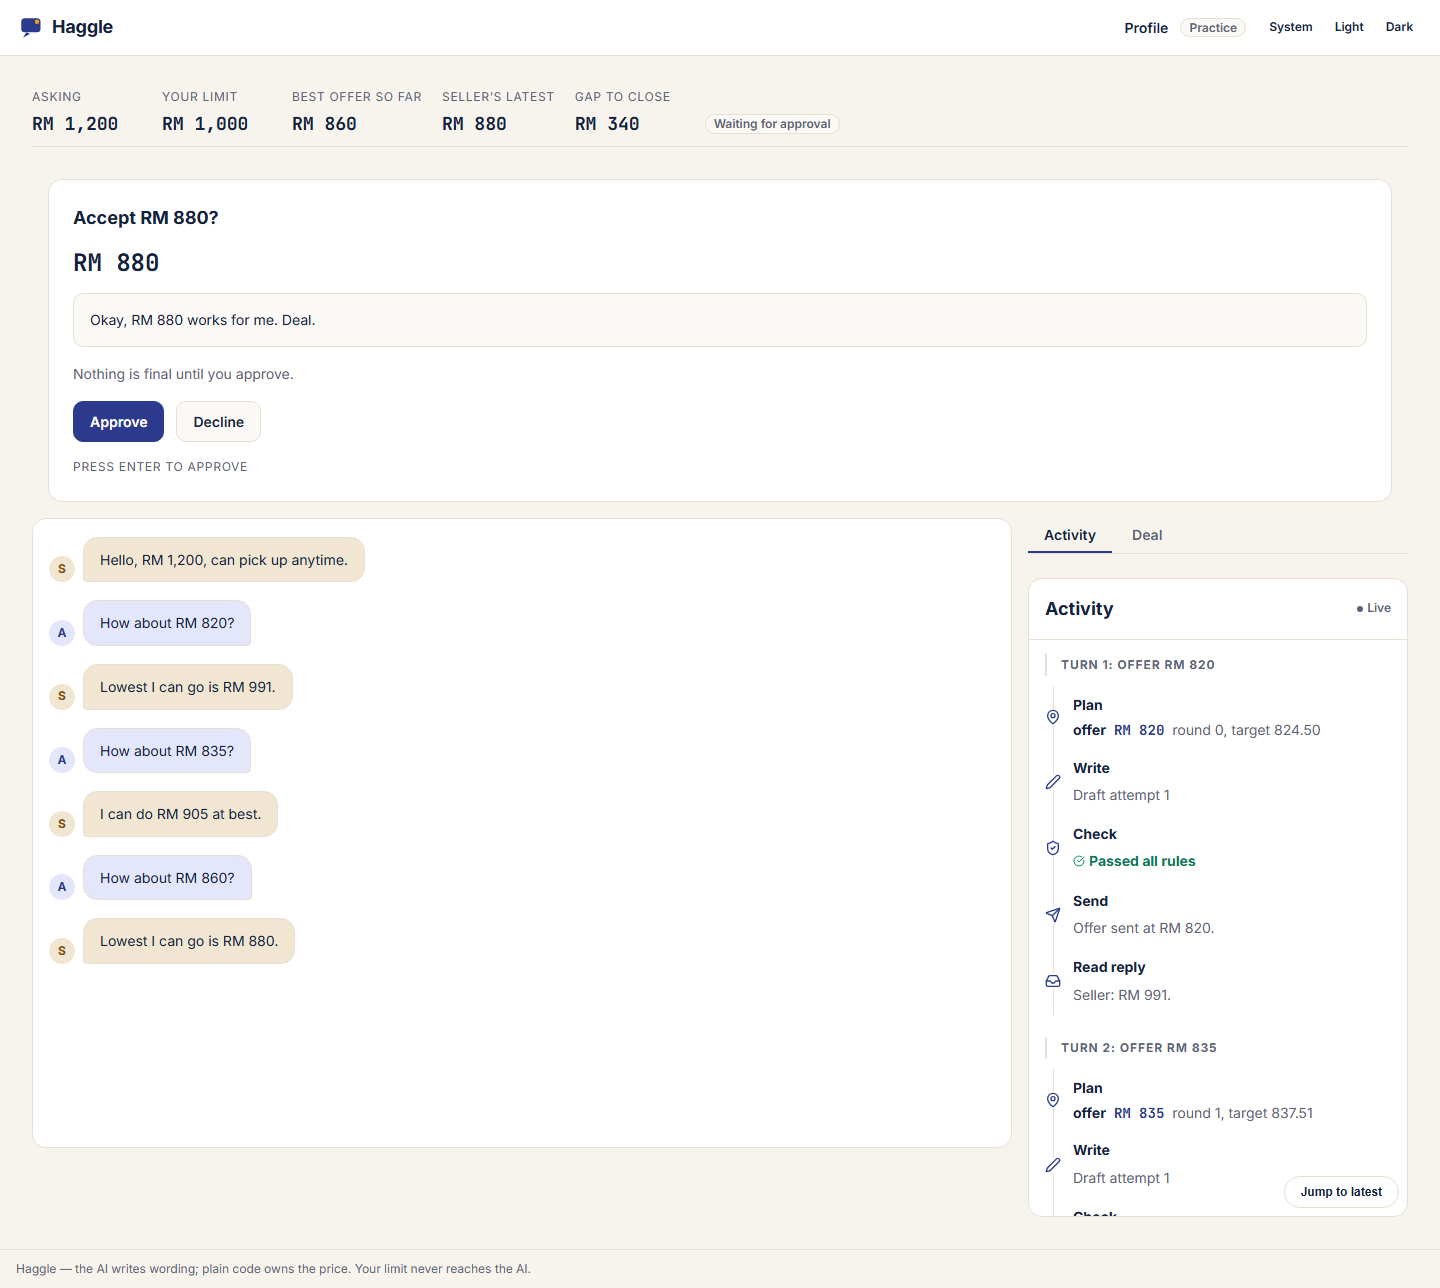 Haggle
Profile
Practice
System
Light
Dark
ASKING
RM 1,200
YOUR LIMIT
RM 1,000
BEST OFFER SO FAR
RM 860
SELLER'S LATEST
RM 880
GAP TO CLOSE
RM 340
Waiting for approval
Accept RM 880?
RM 880
Okay, RM 880 works for me. Deal.
Nothing is final until you approve.
Approve
Decline
PRESS ENTER TO APPROVE
S
Hello, RM 1,200, can pick up anytime.
A
How about RM 820?
S
Lowest I can go is RM 991.
A
How about RM 835?
S
I can do RM 905 at best.
A
How about RM 860?
S
Lowest I can go is RM 880.
Activity
Deal
Activity
Live
TURN 1: OFFER RM 820
Plan
offer RM 820 round 0, target 824.50
Write
Draft attempt 1
Check
Passed all rules
Send
Offer sent at RM 820.
Read reply
Seller: RM 991.
TURN 2: OFFER RM 835
Plan
offer RM 835 round 1, target 837.51
Write
Draft attempt 1
Check
Jump to latest
Haggle — the AI writes wording; plain code owns the price. Your limit never reaches the AI.